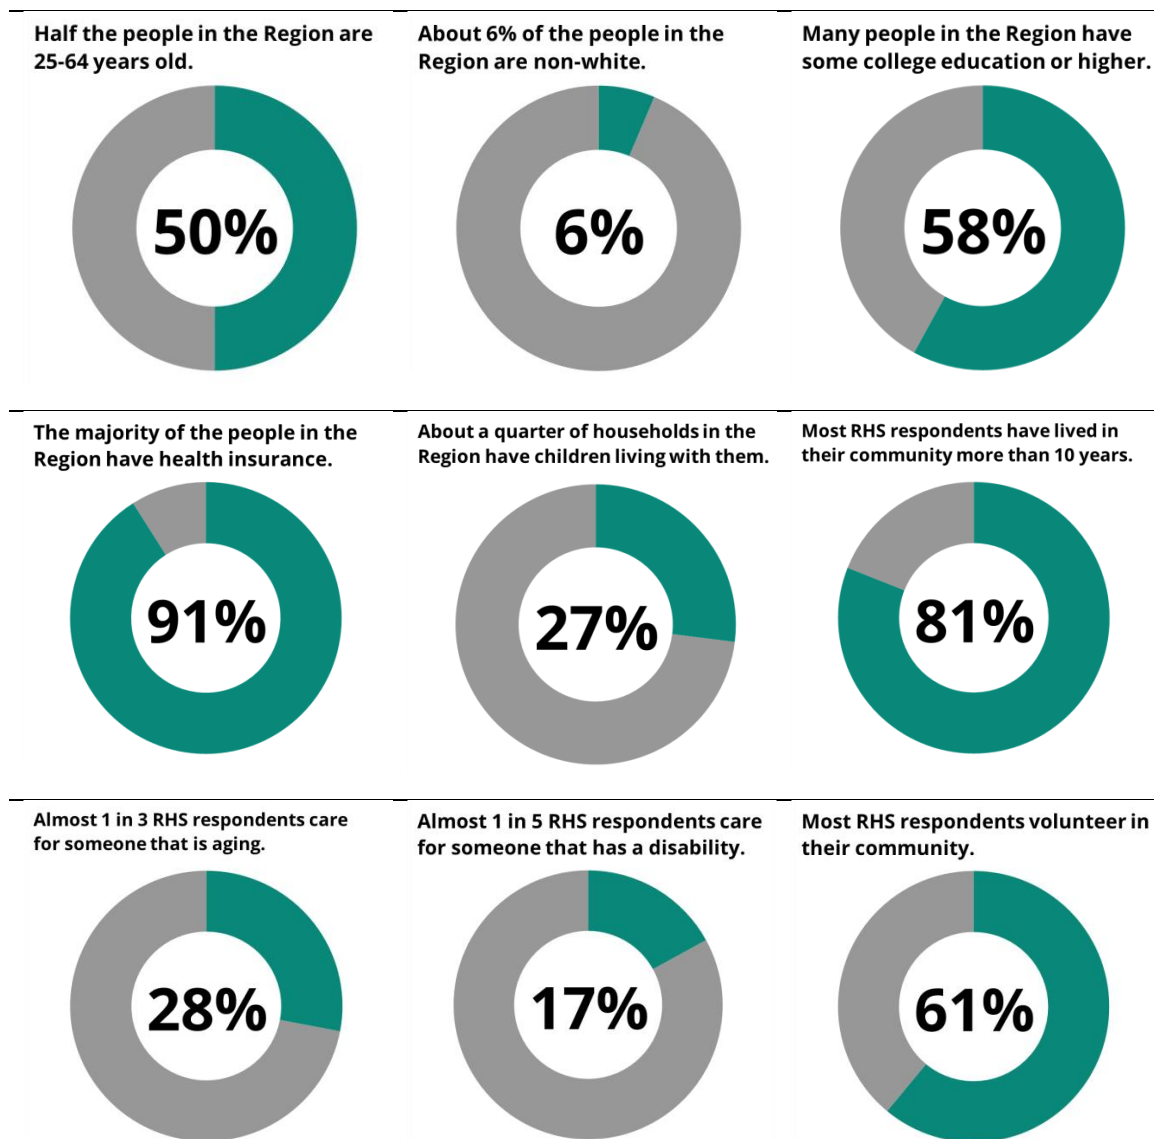 Half the people in the Region are
25-64 years old.
50%
About 6% of the people in the
Region are non-white.
6%
Many people in the Region have
some college education or higher.
58%
The majority of the people in the
Region have health insurance.
91%
About a quarter of households in the
Region have children living with them.
27%
Most RHS respondents have lived in
their community more than 10 years.
81%
Almost 1 in 3 RHS respondents care
for someone that is aging.
28%
Almost 1 in 5 RHS respondents care
for someone that has a disability.
17%
Most RHS respondents volunteer in
their community.
61%